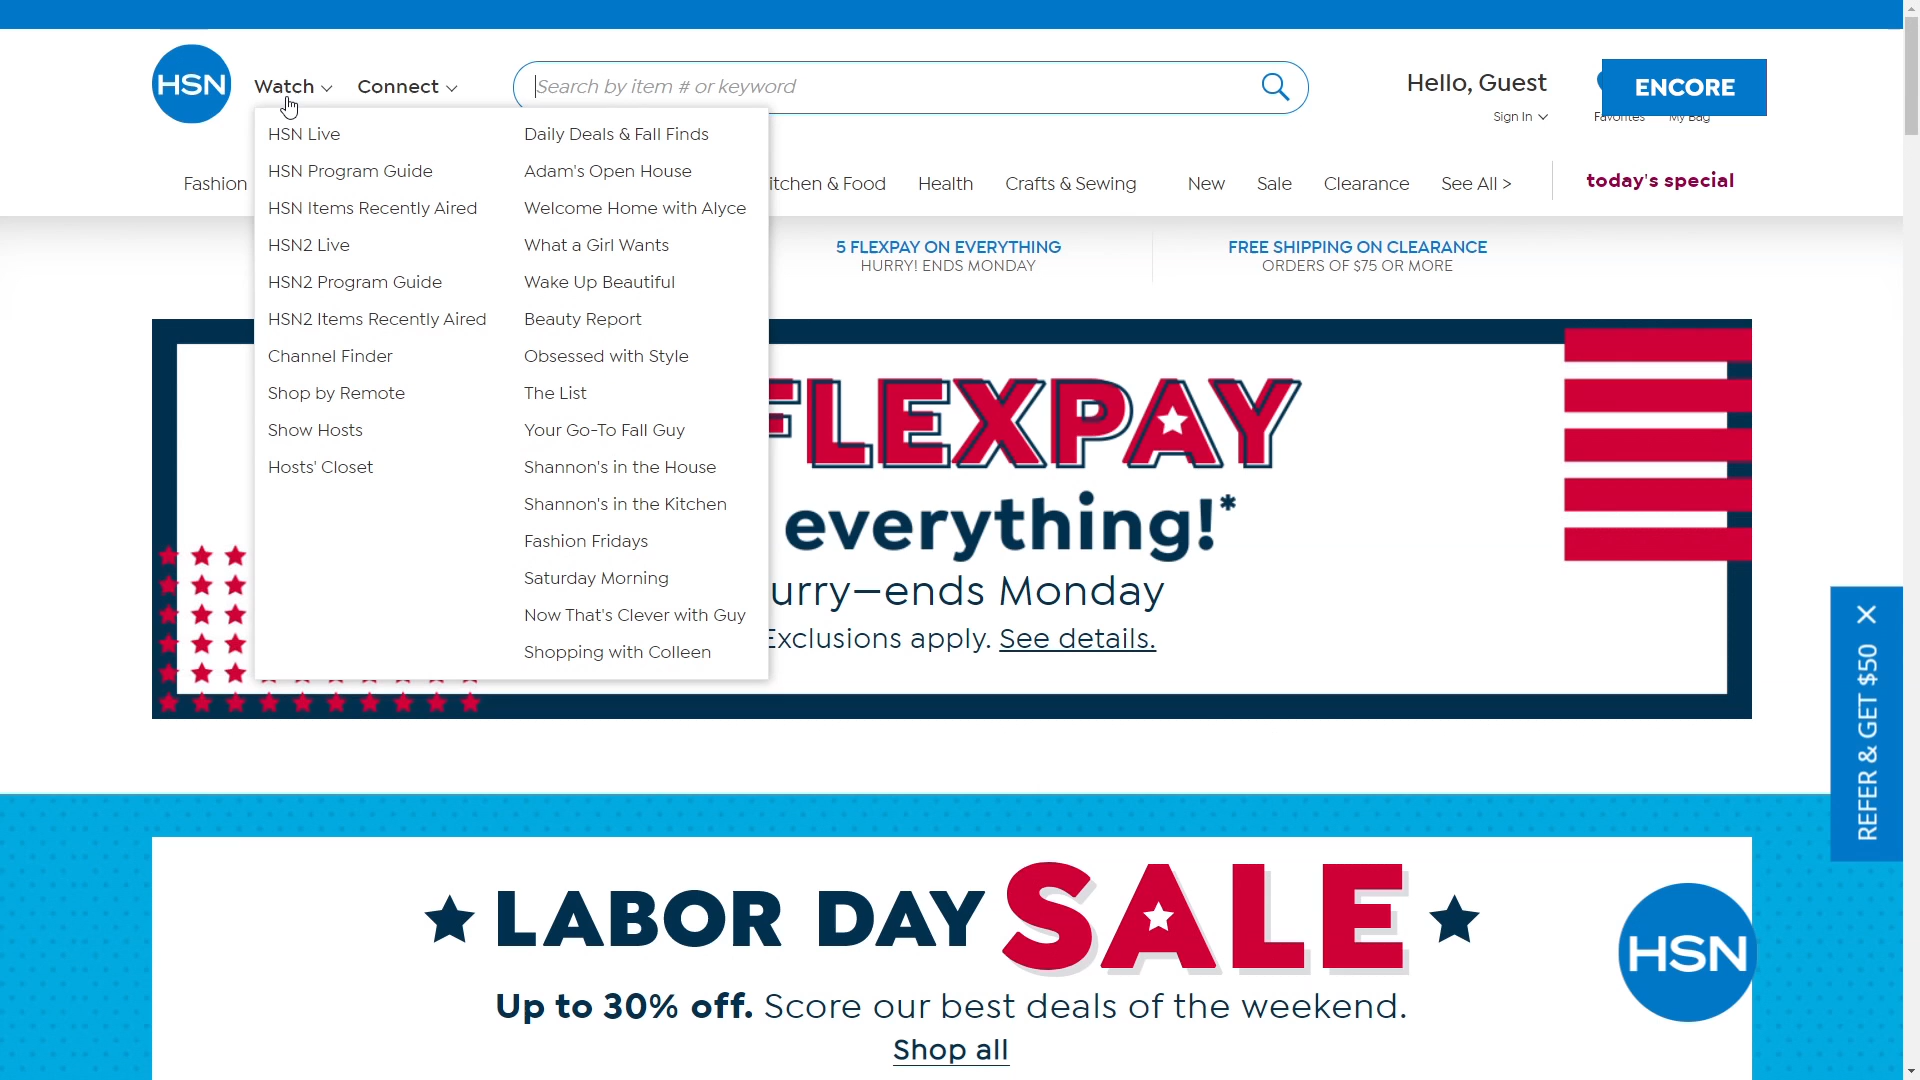 HSN
Watch
Connect
Search by item # or keyword
Hello, Guest
Sign In
ENCORE
Favorites
My Bag
HSN Live
HSN Program Guide
HSN Items Recently Aired
HSN2 Live
HSN2 Program Guide
HSN2 Items Recently Aired
Channel Finder
Shop by Remote
Show Hosts
Hosts' Closet
Daily Deals & Fall Finds
Adam's Open House
Welcome Home with Alyce
What a Girl Wants
Wake Up Beautiful
Beauty Report
Obsessed with Style
The List
Your Go-To Fall Guy
Shannon's in the House
Shannon's in the Kitchen
Fashion Fridays
Saturday Morning
Now That's Clever with Guy
Shopping with Colleen
Fashion
itchen & Food
Health
Crafts & Sewing
New
Sale
Clearance
See All >
today's special
5 FLEXPAY ON EVERYTHING
HURRY! ENDS MONDAY
FREE SHIPPING ON CLEARANCE
ORDERS OF $75 OR MORE
FLEXPAY
everything!*
urry—ends Monday
Exclusions apply. See details.
REFER & GET $50
LABOR DAY SALE
Up to 30% off. Score our best deals of the weekend.
Shop all
HSN